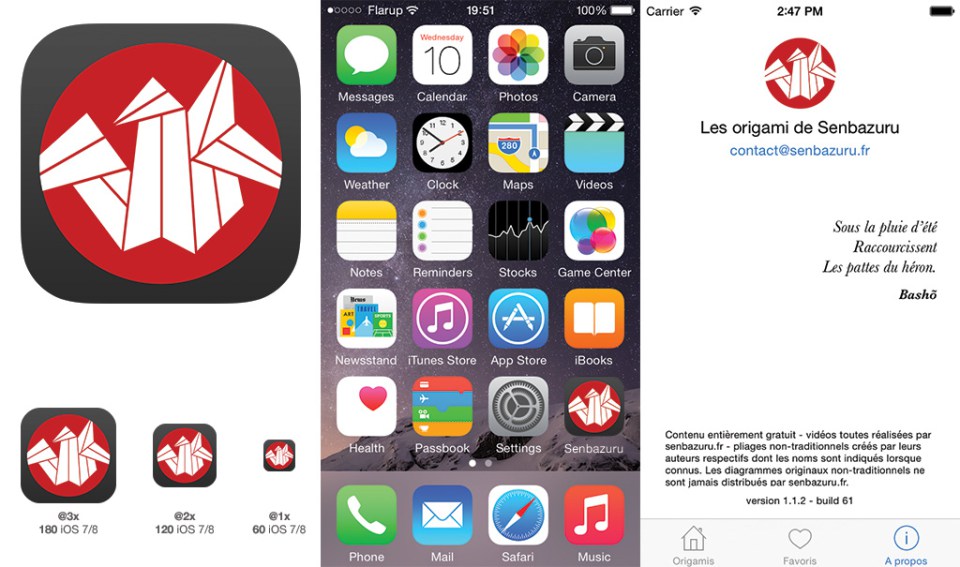 @3x
180 iOS 7/8
@2x
120 iOS 7/8
@1x
60 iOS 7/8
Flarup
19:51
100%
Messages
Wednesday
10
Calendar
Photos
Camera
Weather
Clock
280
A
Maps
Videos
Notes
Reminders
Stocks
Game Center
ART
TRAVEL
SPORTS
Newsstand
iTunes Store
App Store
iBooks
Health
Passbook
Settings
Senbazuru
Phone
Mail
Safari
Music
Carrier
2:47 PM
Les origami de Senbazuru
contact@senbazuru.fr
Sous la pluie d'été
Raccourcissent
Les pattes du héron.
Bashõ
Contenu entièrement gratuit - vidéos toutes réalisées par
senbazuru.fr - pliages non-traditionnels créés par leurs
auteurs respectifs dont les noms sont indiqués lorsque
connus. Les diagrammes originaux non-traditionnels ne
sont jamais distribués par senbazuru.fr.
version 1.1.2 - build 61
Origamis
Favoris
A propos